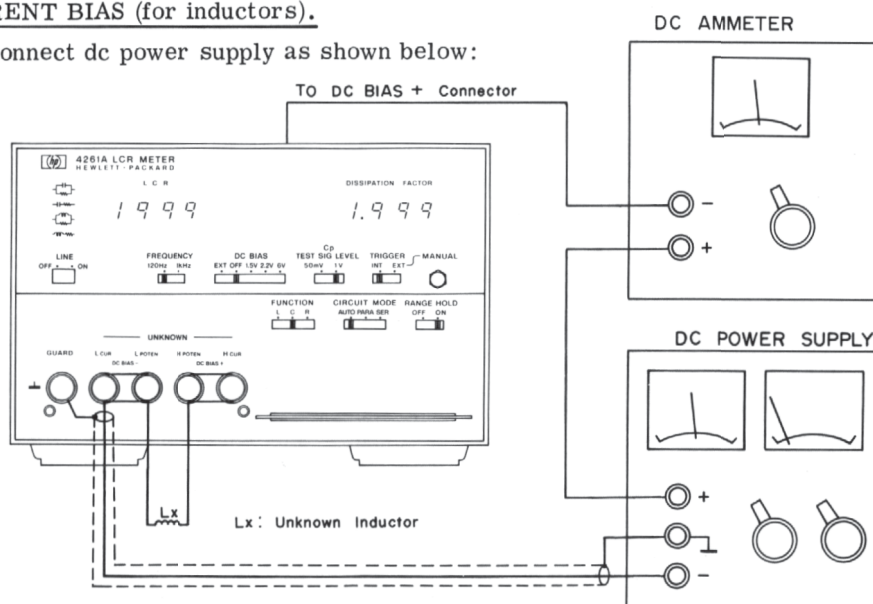 RENT BIAS (for inductors).
onnect dc power supply as shown below:
DC AMMETER
TO DC BIAS + Connector
hp 4261A LCR METER
HEWLETT · PACKARD
L C R
DISSIPATION FACTOR
1999
1.999
-
+
LINE
OFF ON
FREQUENCY
120Hz 1kHz
DC BIAS
EXT OFF 1.5V 2.2V 6V
Cp
TEST SIG LEVEL
50mV 1V
TRIGGER
INT EXT
MANUAL
FUNCTION
L C R
CIRCUIT MODE
AUTO PARA SER
RANGE HOLD
OFF ON
UNKNOWN
GUARD
L CUR
L POTEN
H POTEN
H CUR
DC BIAS -
DC BIAS +
DC POWER SUPPLY
+
-
Lx
Lx: Unknown Inductor